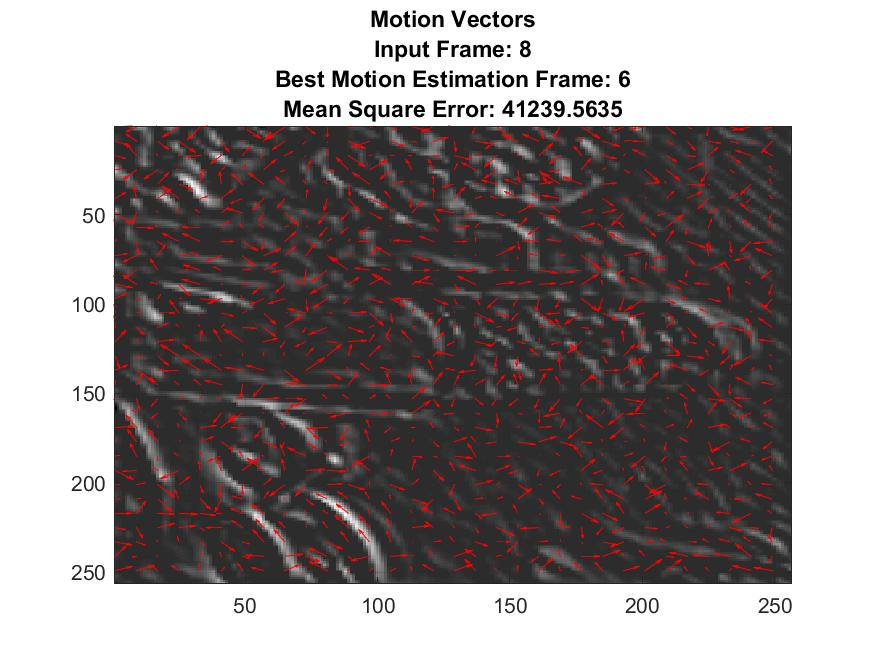 Motion Vectors
Input Frame: 8
Best Motion Estimation Frame: 6
Mean Square Error: 41239.5635
50
100
150
200
250
50
100
150
200
250